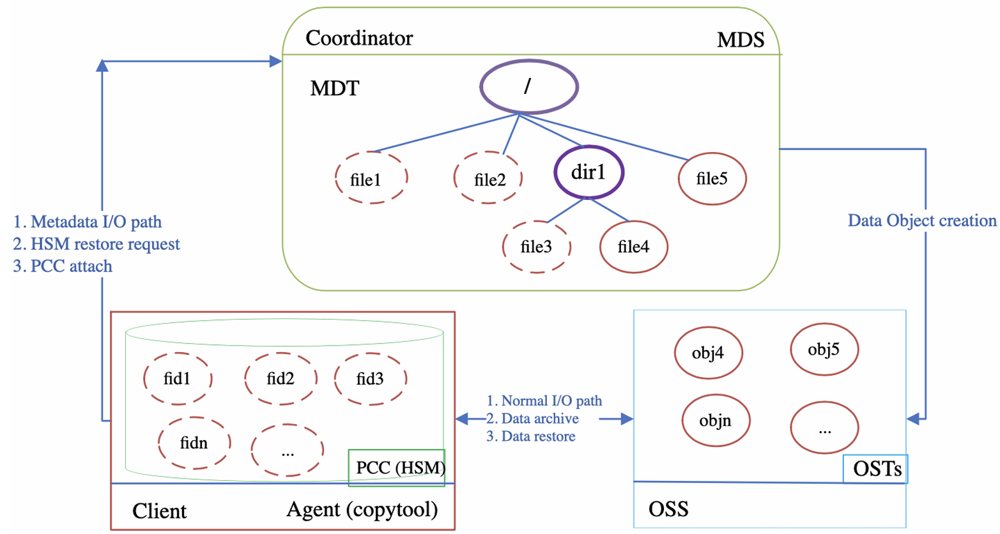 Coordinator
MDS
MDT
/
file1
file2
dir1
file5
file3
file4
1. Metadata I/O path
2. HSM restore request
3. PCC attach
Data Object creation
fid1
fid2
fid3
fidn
...
PCC (HSM)
Client
Agent (copytool)
1. Normal I/O path
2. Data archive
3. Data restore
obj4
obj5
objn
...
OSTs
OSS